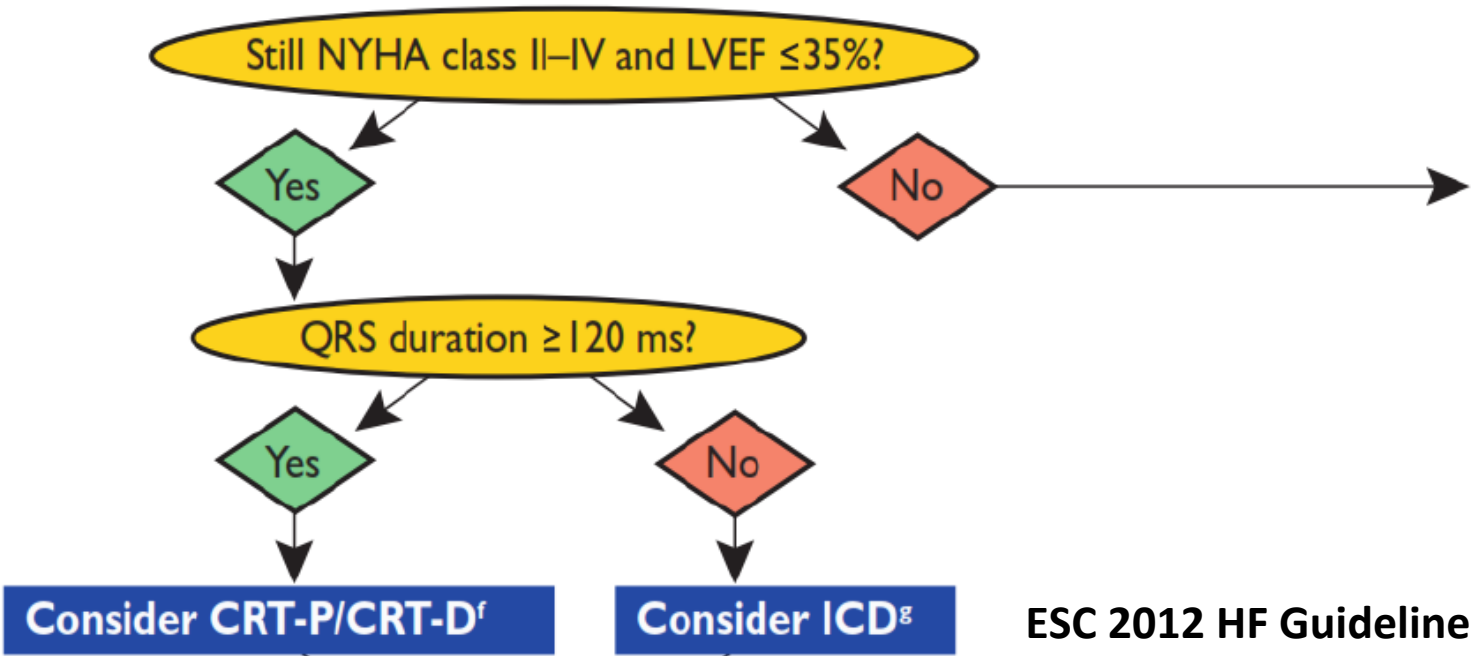 Still NYHA class II–IV and LVEF ≤35%?
Yes
No
QRS duration ≥120 ms?
Yes
No
Consider CRT-P/CRT-Dᶠ
Consider ICDᵍ
ESC 2012 HF Guideline